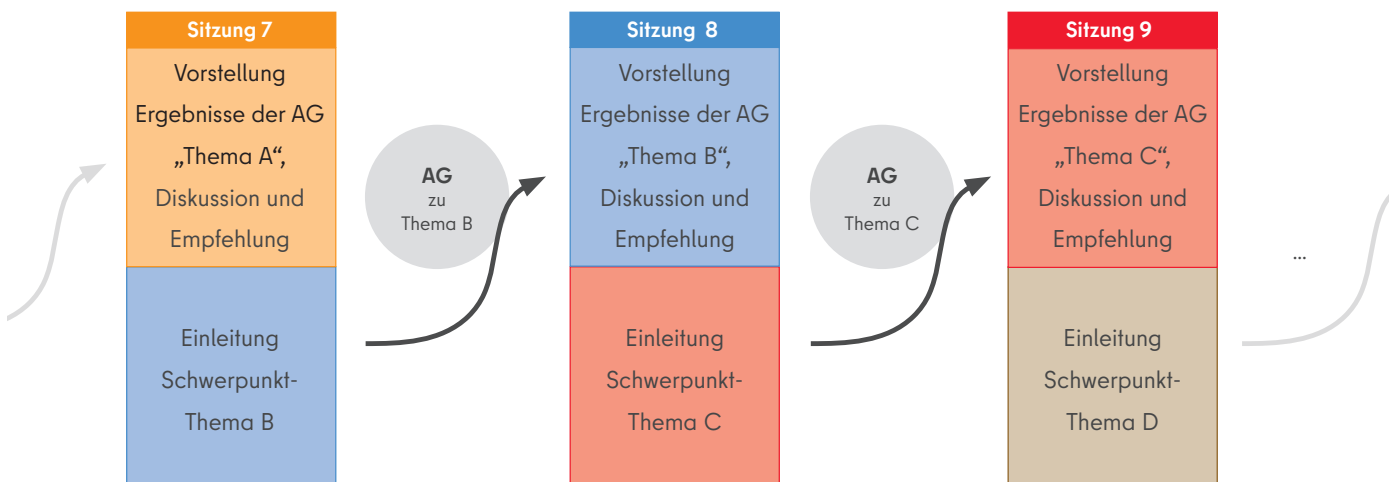 Sitzung 7
Vorstellung
Ergebnisse der AG
„Thema A“,
Diskussion und
Empfehlung
Einleitung
Schwerpunkt-
Thema B
AG
zu
Thema B
Sitzung 8
Vorstellung
Ergebnisse der AG
„Thema B“,
Diskussion und
Empfehlung
Einleitung
Schwerpunkt-
Thema C
AG
zu
Thema C
Sitzung 9
Vorstellung
Ergebnisse der AG
„Thema C“,
Diskussion und
Empfehlung
Einleitung
Schwerpunkt-
Thema D
...